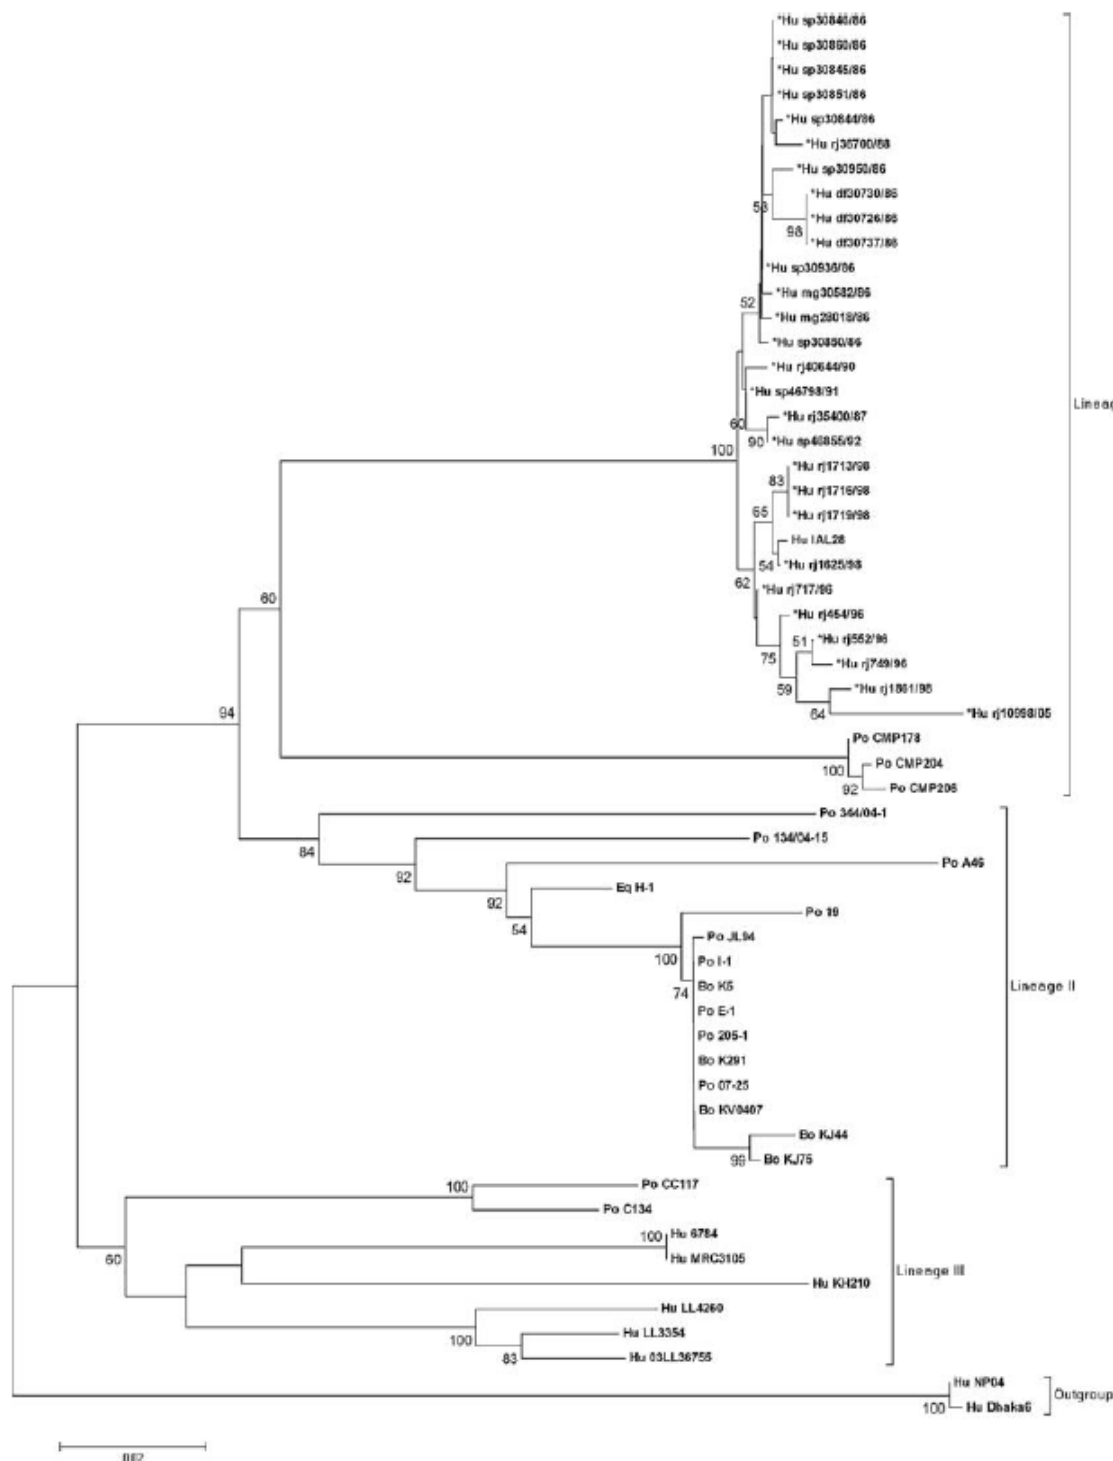 *Hu sp30846/86
*Hu sp30860/86
*Hu sp30845/86
*Hu sp30851/86
*Hu sp30844/86
*Hu rj36700/88
*Hu sp30950/86
*Hu df30730/86
53
*Hu df30726/86
98
*Hu df30737/86
*Hu sp30936/86
*Hu mg30582/86
52
*Hu mg28018/86
*Hu sp30850/86
*Hu rj40644/90
*Hu sp46798/91
Lineag
*Hu rj35400/87
60
*Hu sp46855/92
90
100
*Hu rj1713/98
83
*Hu rj1716/98
*Hu rj1719/98
65
Hu IAL28
*Hu rj1625/98
54
62
*Hu rj717/96
60
*Hu rj454/96
*Hu rj552/96
51
*Hu rj749/96
75
*Hu rj1861/98
59
94
*Hu rj10998/05
64
Po CMP178
Po CMP204
100
Po CMP206
92
Po 344/04-1
Po 134/04-15
84
Po A46
92
Eq H-1
92
Po 19
54
Po JL94
100
Po I-1
Bo K5
Lineage II
74
Po E-1
Po 205-1
Bo K291
Po 07-25
Bo KV0407
Bo KJ44
99
Bo KJ75
Po CC117
100
Po C134
Hu 6784
100
Hu MRC3105
60
Lineage III
Hu KH210
Hu LL4260
Hu LL3354
100
Hu 03LL36755
83
Hu NP04
Outgroup
Hu Dhaka6
100
0.02